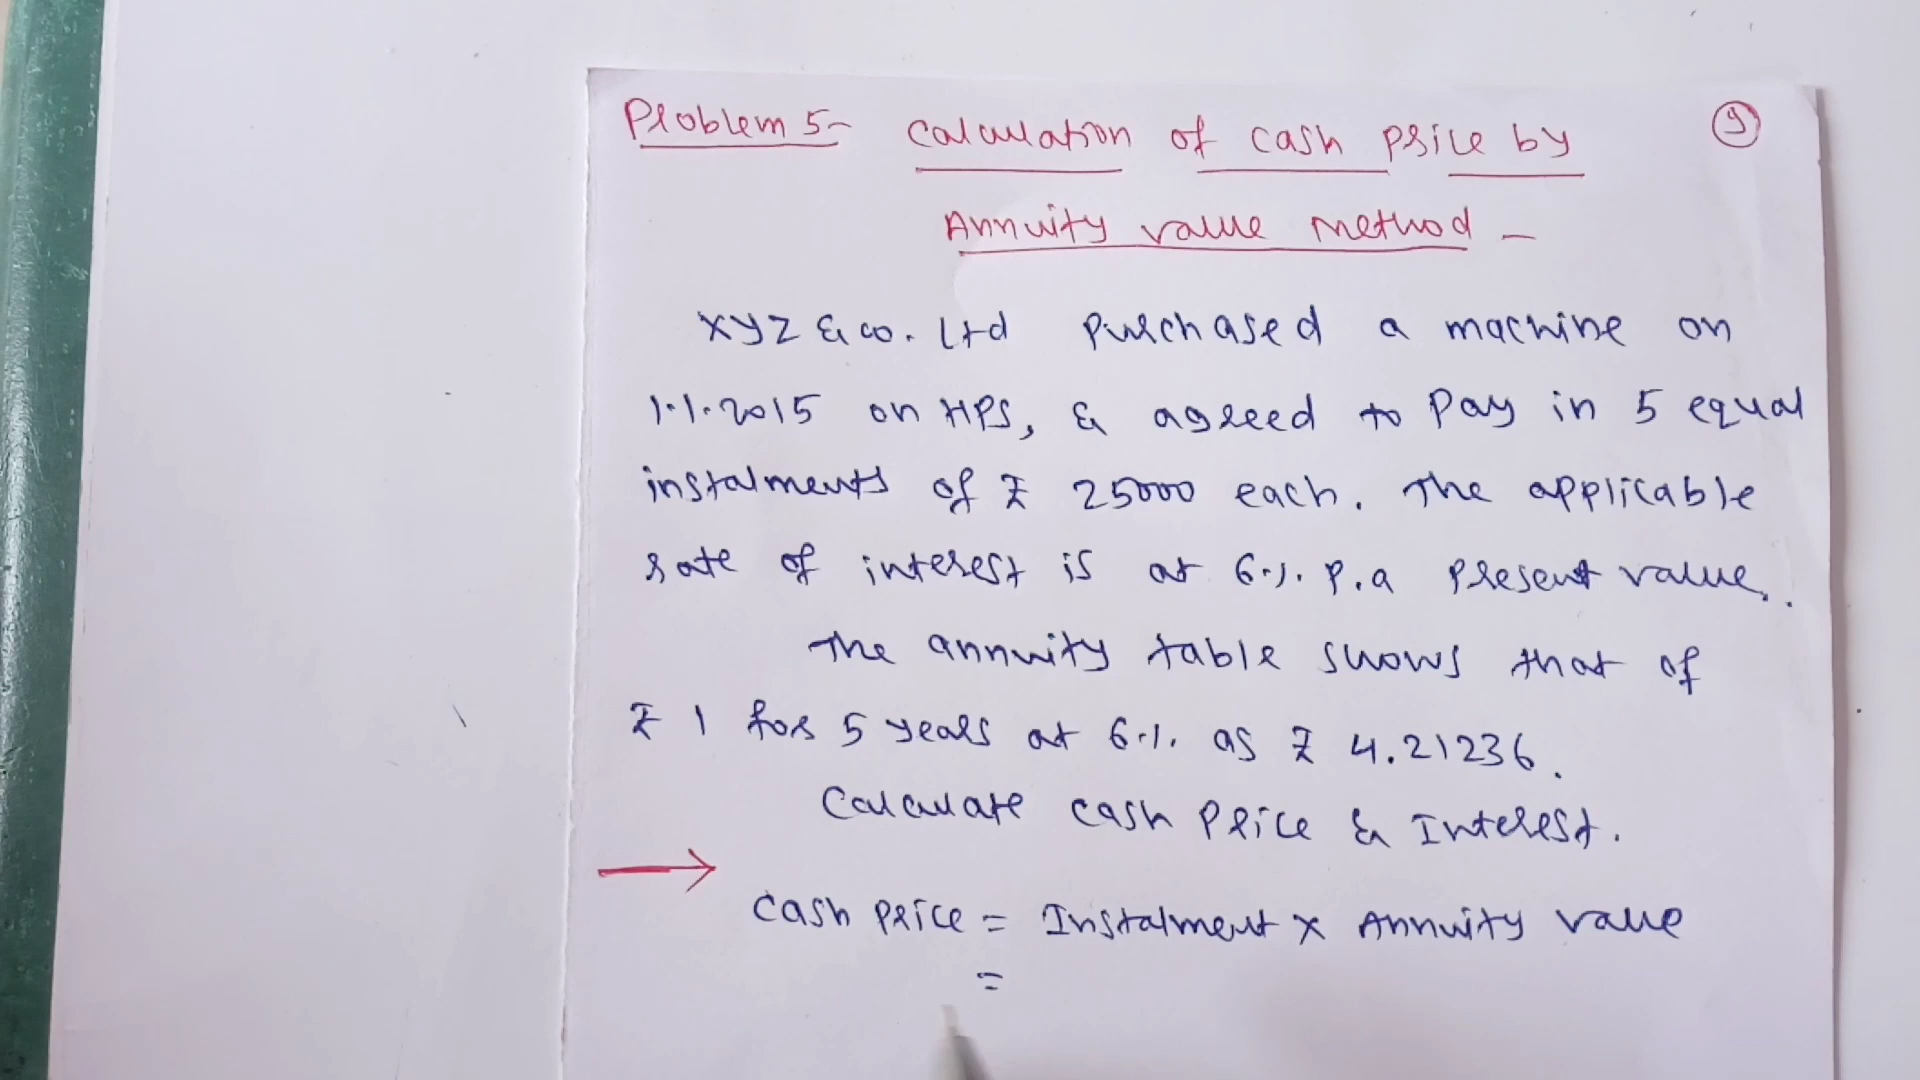 Problem 5- Calculation of cash price by
9
Annuity value method -
XYZ & co. Ltd purchased a machine on
1.1.2015 on HPS, & agreed to pay in 5 equal
instalments of ₹ 25000 each. The applicable
rate of interest is at 6%. P.a present value.
The annuity table shows that of
₹ 1 for 5 years at 6%. as ₹ 4.21236.
Calculate cash price & Interest.
Cash price = Instalment x Annuity value
=